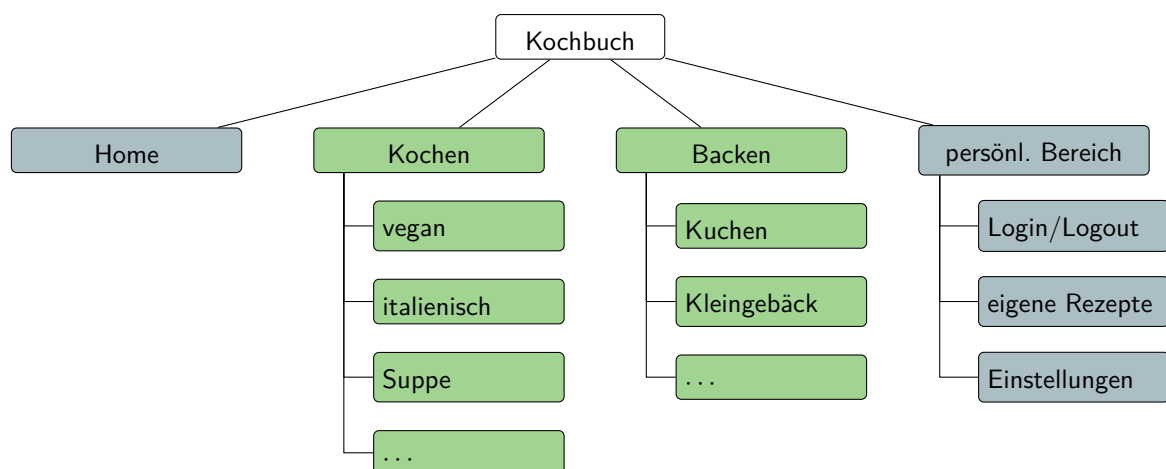 Kochbuch
Home
Kochen
Backen
persönl. Bereich
vegan
italienisch
Suppe
. . .
Kuchen
Kleingebäck
. . .
Login/Logout
eigene Rezepte
Einstellungen